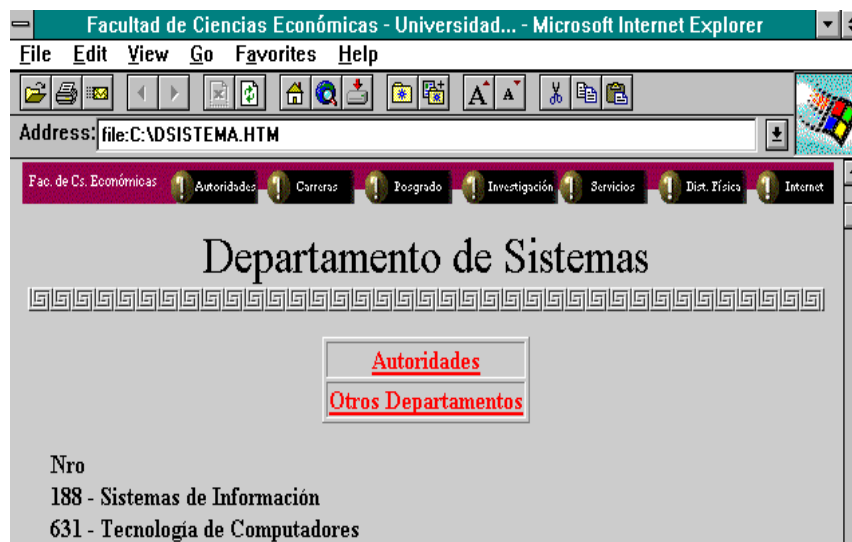 Facultad de Ciencias Económicas - Universidad... - Microsoft Internet Explorer
File Edit View Go Favorites Help
A A
Address: file:C:\DSISTEMA.HTM
Fac. de Cs. Económicas Autoridades Carreras Posgrado Investigación Servicios Dist. Física Internet
Departamento de Sistemas
Autoridades
Otros Departamentos
Nro
188 - Sistemas de Información
631 - Tecnología de Computadores